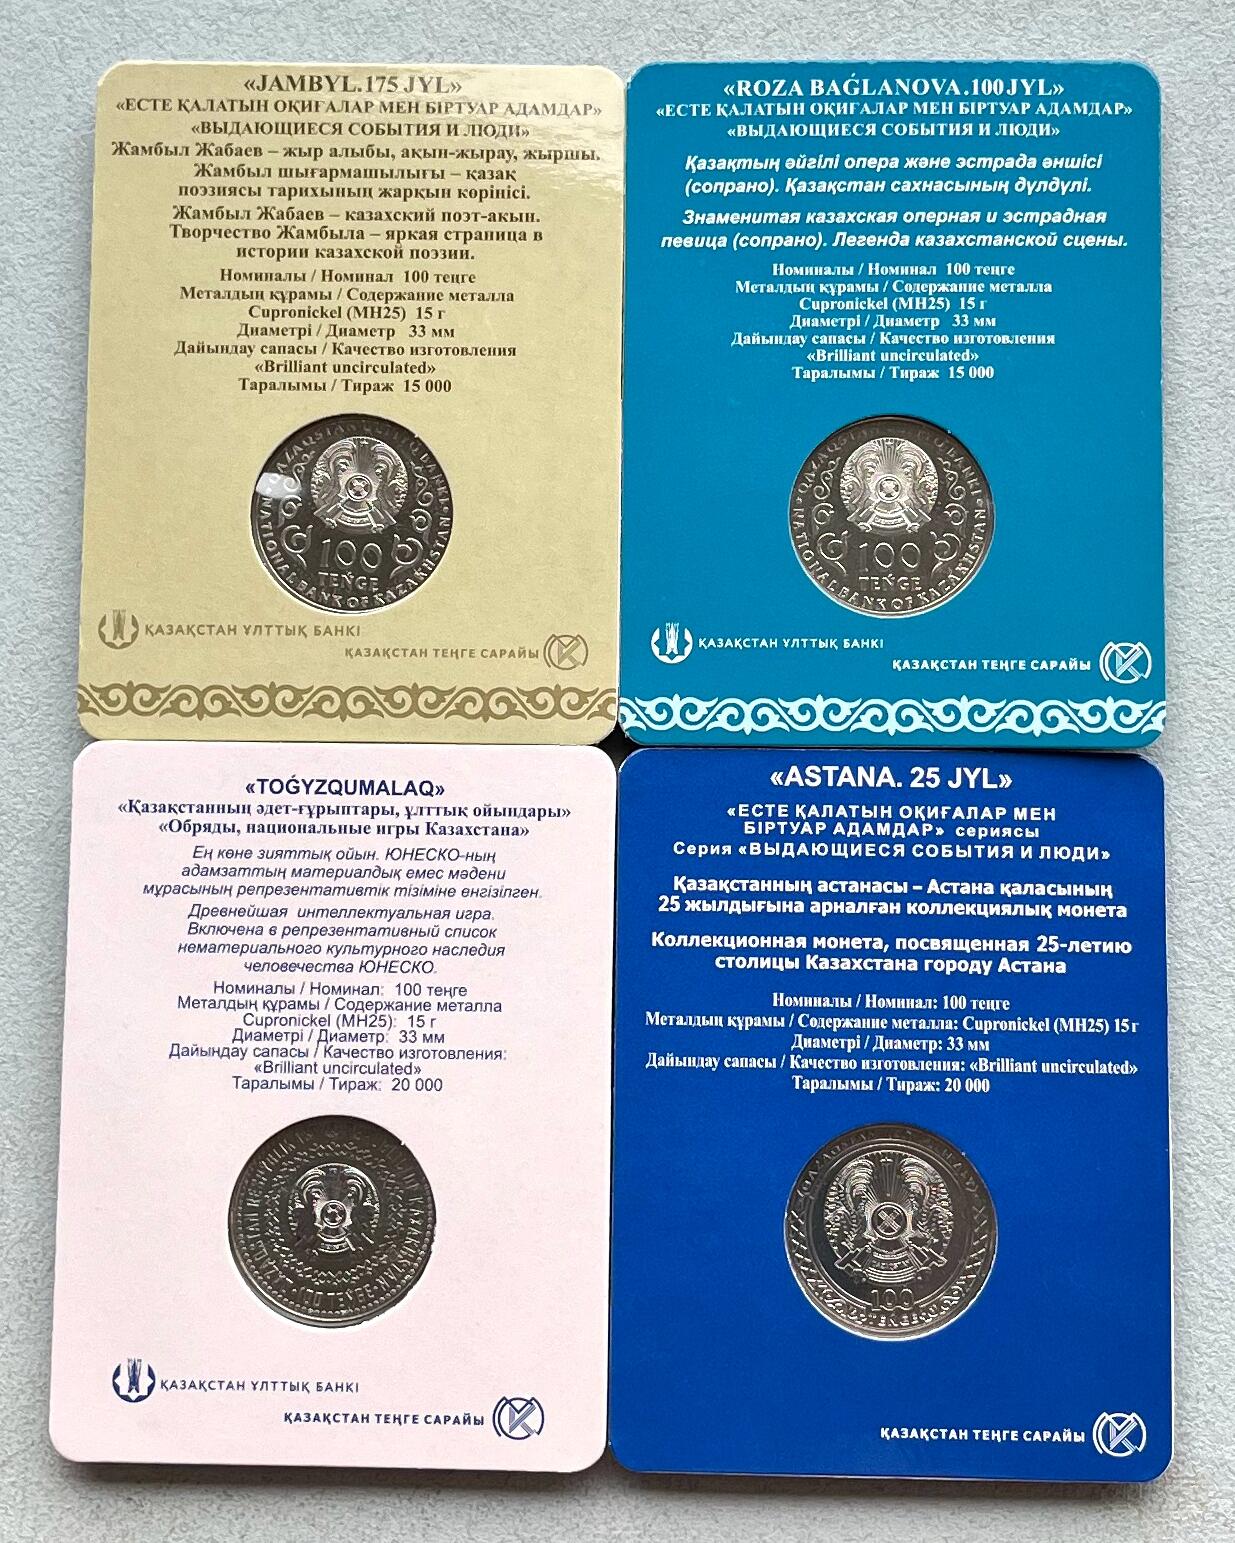 «JAMBYL.175 JYL»
«ЕСТЕ ҚАЛАТЫН ОҚИҒАЛАР МЕН БІРТУАР АДАМДАР»
«ВЫДАЮЩИЕСЯ СОБЫТИЯ И ЛЮДИ»
Жамбыл Жабаев – жыр алыбы, ақын-жырау, жыршы.
Жамбыл шығармашылығы – қазақ
поэзиясы тарихының жарқын көрінісі.
Жамбыл Жабаев – казахский поэт-акын.
Творчество Жамбыла – яркая страница в
истории казахской поэзии.
Номиналы / Номинал 100 теңге
Металдың құрамы / Содержание металла
Cupronickel (МН25) 15 г
Диаметрі / Диаметр 33 мм
Дайындау сапасы / Качество изготовления
«Brilliant uncirculated»
Таралымы / Тираж 15 000
100
TEŃGE
NATIONAL BANK OF KAZAKHSTAN
ҚАЗАҚСТАН ҰЛТТЫҚ БАНКІ
ҚАЗАҚСТАН ТЕҢГЕ САРАЙЫ
«ROZA BAǴLANOVA.100 JYL»
«ЕСТЕ ҚАЛАТЫН ОҚИҒАЛАР МЕН БІРТУАР АДАМДАР»
«ВЫДАЮЩИЕСЯ СОБЫТИЯ И ЛЮДИ»
Қазақтың әйгілі опера және эстрада әншісі
(сопрано). Қазақстан сахнасының дүлдүлі.
Знаменитая казахская оперная и эстрадная
певица (сопрано). Легенда казахстанской сцены.
Номиналы / Номинал 100 теңге
Металдың құрамы / Содержание металла
Cupronickel (МН25) 15 г
Диаметрі / Диаметр 33 мм
Дайындау сапасы / Качество изготовления
«Brilliant uncirculated»
Таралымы / Тираж 15 000
100
TEŃGE
NATIONAL BANK OF KAZAKHSTAN
ҚАЗАҚСТАН ҰЛТТЫҚ БАНКІ
ҚАЗАҚСТАН ТЕҢГЕ САРАЙЫ
«TOǴYZQUMALAQ»
«Қазақстанның әдет-ғұрыптары, ұлттық ойындары»
«Обряды, национальные игры Казахстана»
Ең көне зияттық ойын. ЮНЕСКО-ның
адамзаттың материалдық емес мәдени
мұрасының репрезентативтік тізіміне енгізілген.
Древнейшая интеллектуальная игра.
Включена в репрезентативный список
нематериального культурного наследия
человечества ЮНЕСКО.
Номиналы / Номинал: 100 теңге
Металдың құрамы / Содержание металла
Cupronickel (МН25): 15 г
Диаметрі / Диаметр: 33 мм
Дайындау сапасы / Качество изготовления:
«Brilliant uncirculated»
Таралымы / Тираж: 20 000
100 TEŃGE
ҚАЗАҚСТАН ҰЛТТЫҚ БАНКІ
ҚАЗАҚСТАН ТЕҢГЕ САРАЙЫ
«ASTANA. 25 JYL»
«ЕСТЕ ҚАЛАТЫН ОҚИҒАЛАР МЕН
БІРТУАР АДАМДАР» сериясы
Серия «ВЫДАЮЩИЕСЯ СОБЫТИЯ И ЛЮДИ»
Қазақстанның астанасы – Астана қаласының
25 жылдығына арналған коллекциялық монета
Коллекционная монета, посвященная 25-летию
столицы Казахстана городу Астана
Номиналы / Номинал: 100 теңге
Металдың құрамы / Содержание металла: Cupronickel (МН25) 15 г
Диаметрі / Диаметр: 33 мм
Дайындау сапасы / Качество изготовления: «Brilliant uncirculated»
Таралымы / Тираж: 20 000
100
TEŃGE
ҚАЗАҚСТАН ТЕҢГЕ САРАЙЫ